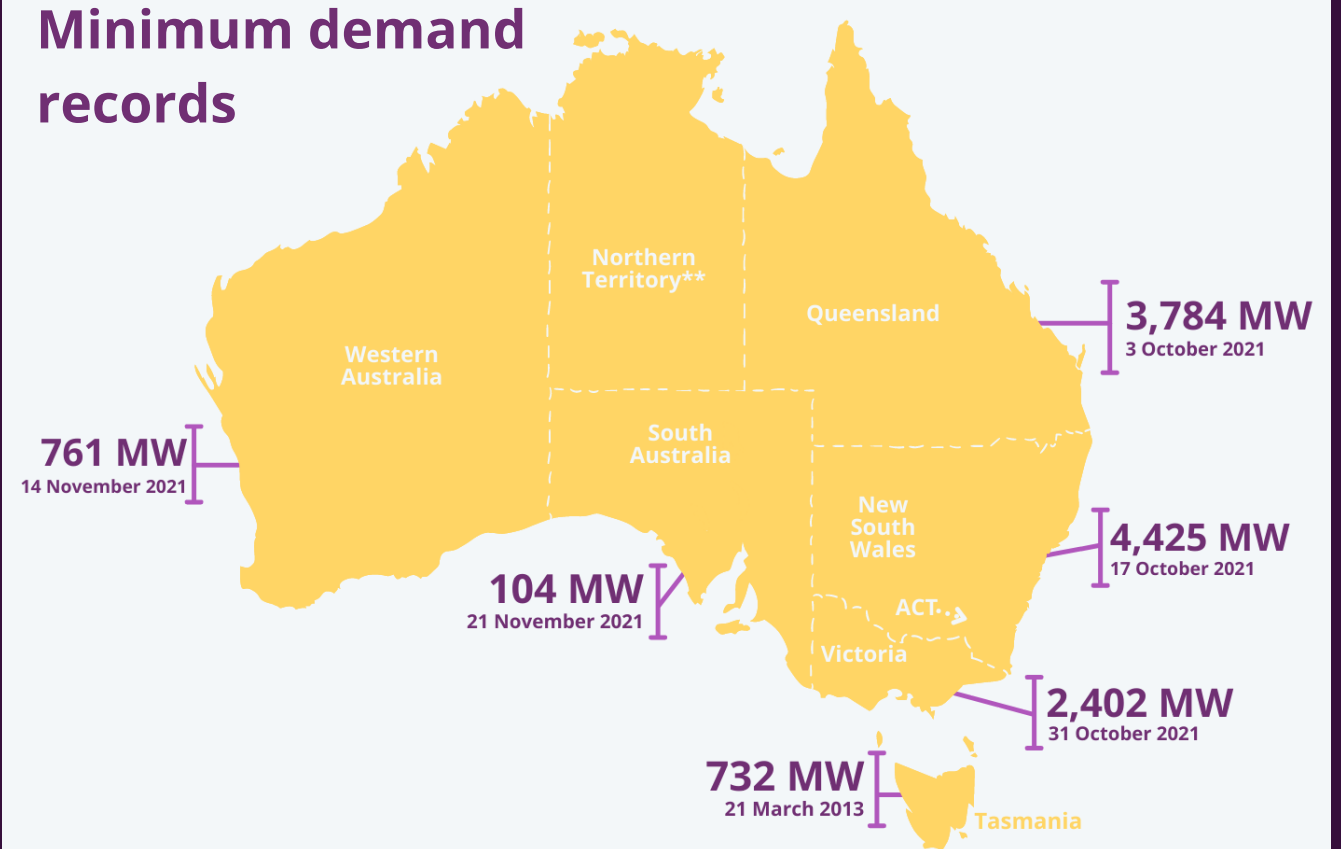 Minimum demand
records
Northern
Territory**
Queensland
3,784 MW
3 October 2021
Western
Australia
South
Australia
761 MW
14 November 2021
New
South
Wales
4,425 MW
17 October 2021
104 MW
21 November 2021
ACT
Victoria
2,402 MW
31 October 2021
732 MW
21 March 2013
Tasmania